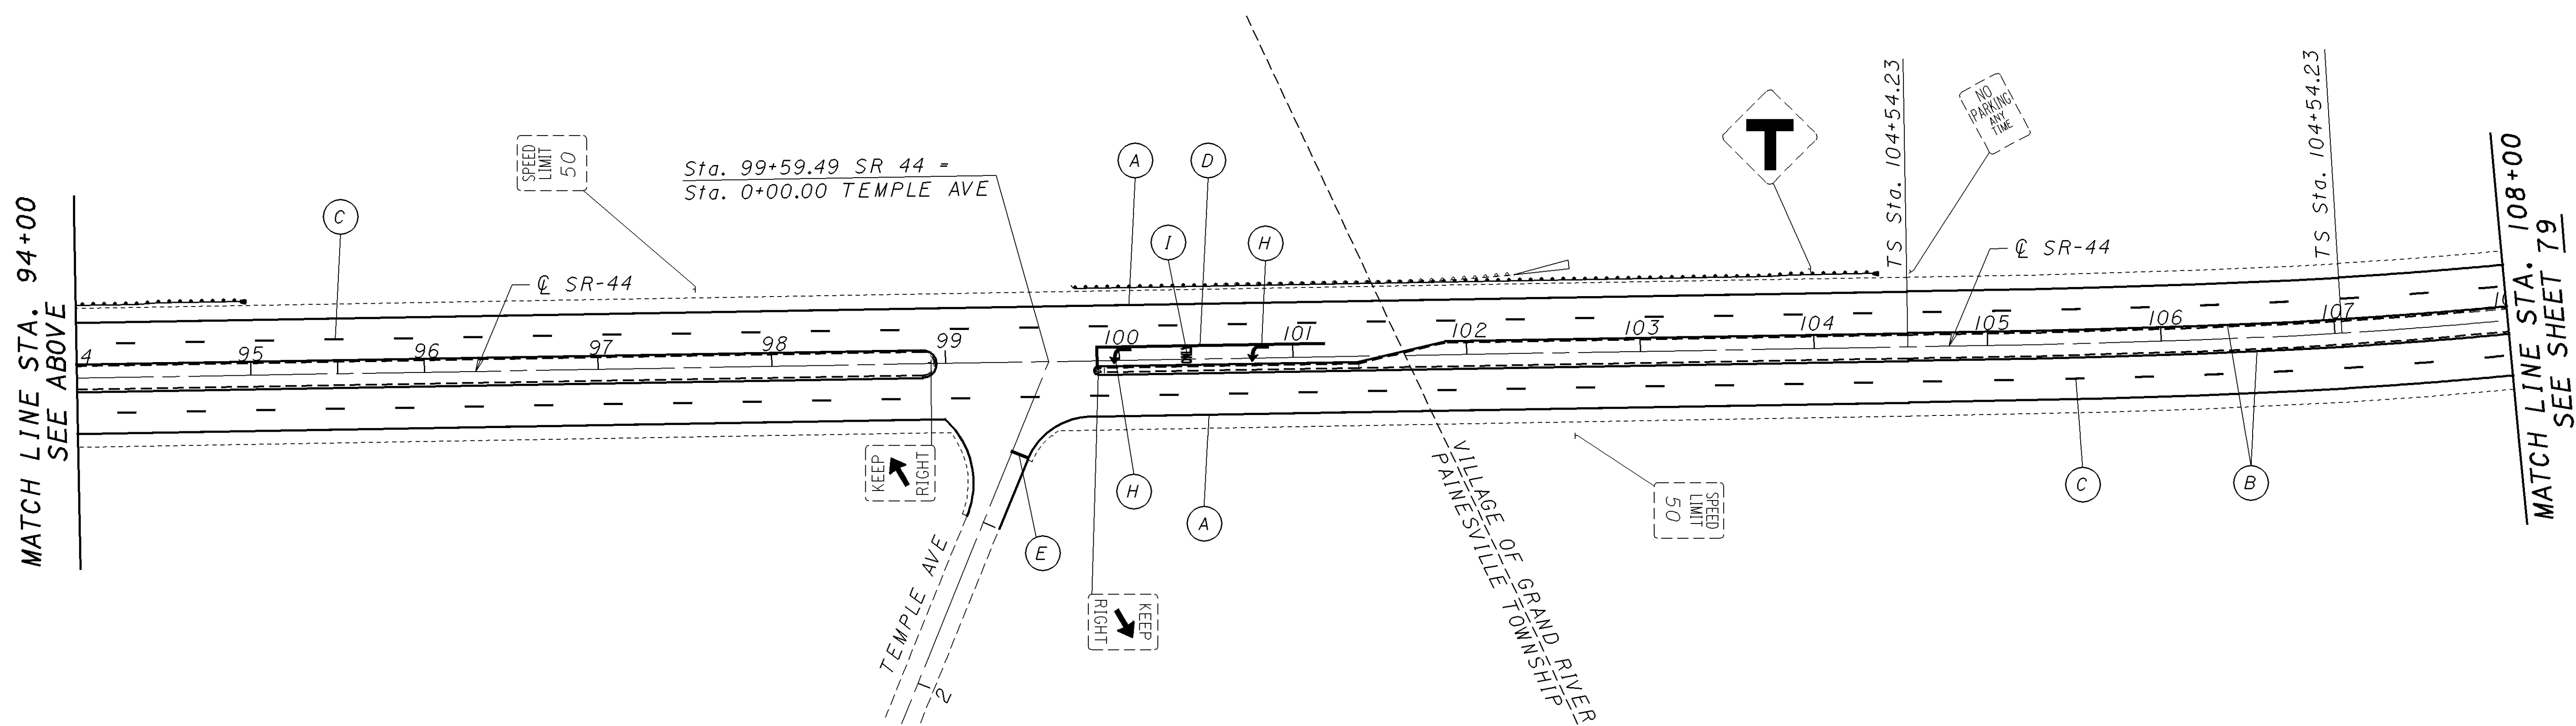 MATCH LINE STA. 94+00
SEE ABOVE
C
SPEED
LIMIT
50
℄ SR-44
Sta. 99+59.49 SR 44 =
Sta. 0+00.00 TEMPLE AVE
A
D
I
H
T
TS Sta. 104+54.23
NO
PARKING
ANY
TIME
℄ SR-44
TS Sta. 104+54.23
MATCH LINE STA. 108+00
SEE SHEET 79
4
95
96
97
98
99
100
ONLY
101
102
103
104
105
106
107
10
KEEP
RIGHT
TEMPLE AVE
1
2
E
KEEP
RIGHT
H
A
VILLAGE OF GRAND RIVER
PAINESVILLE TOWNSHIP
SPEED
LIMIT
50
C
B